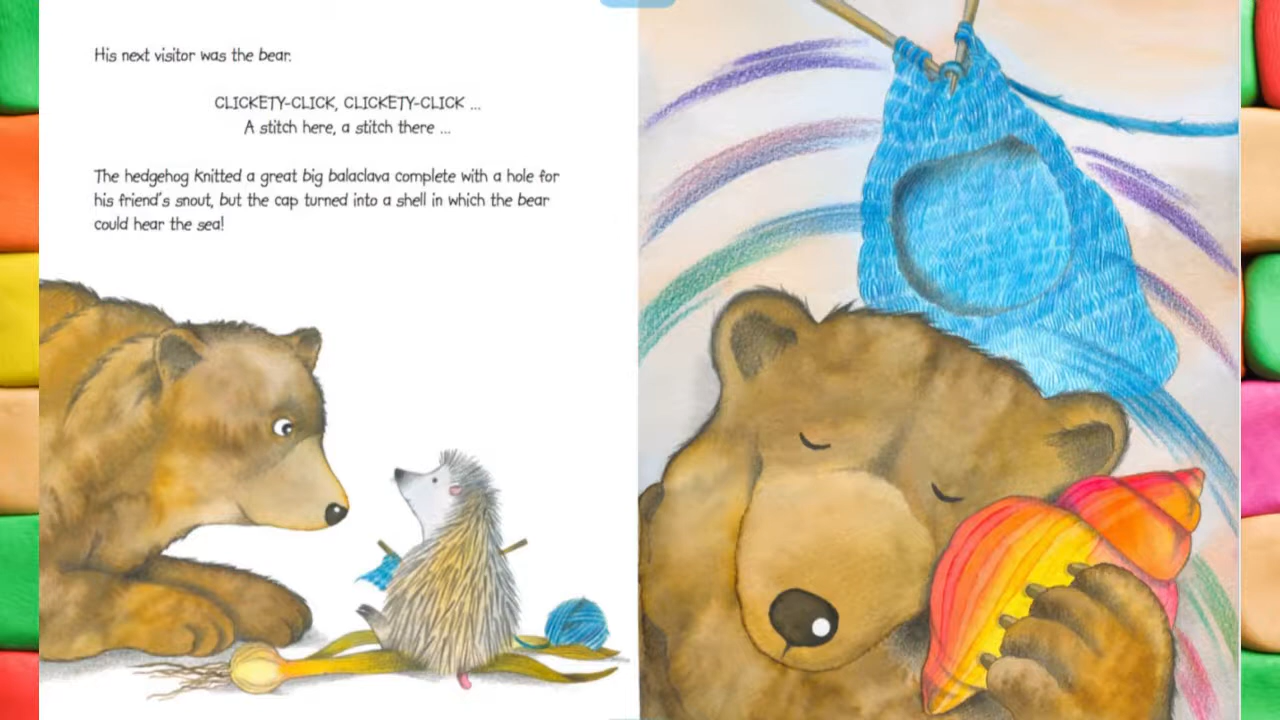 His next visitor was the bear.
CLICKETY-CLICK, CLICKETY-CLICK ...
A stitch here, a stitch there ...
The hedgehog knitted a great big balaclava complete with a hole for
his friend's snout, but the cap turned into a shell in which the bear
could hear the sea!